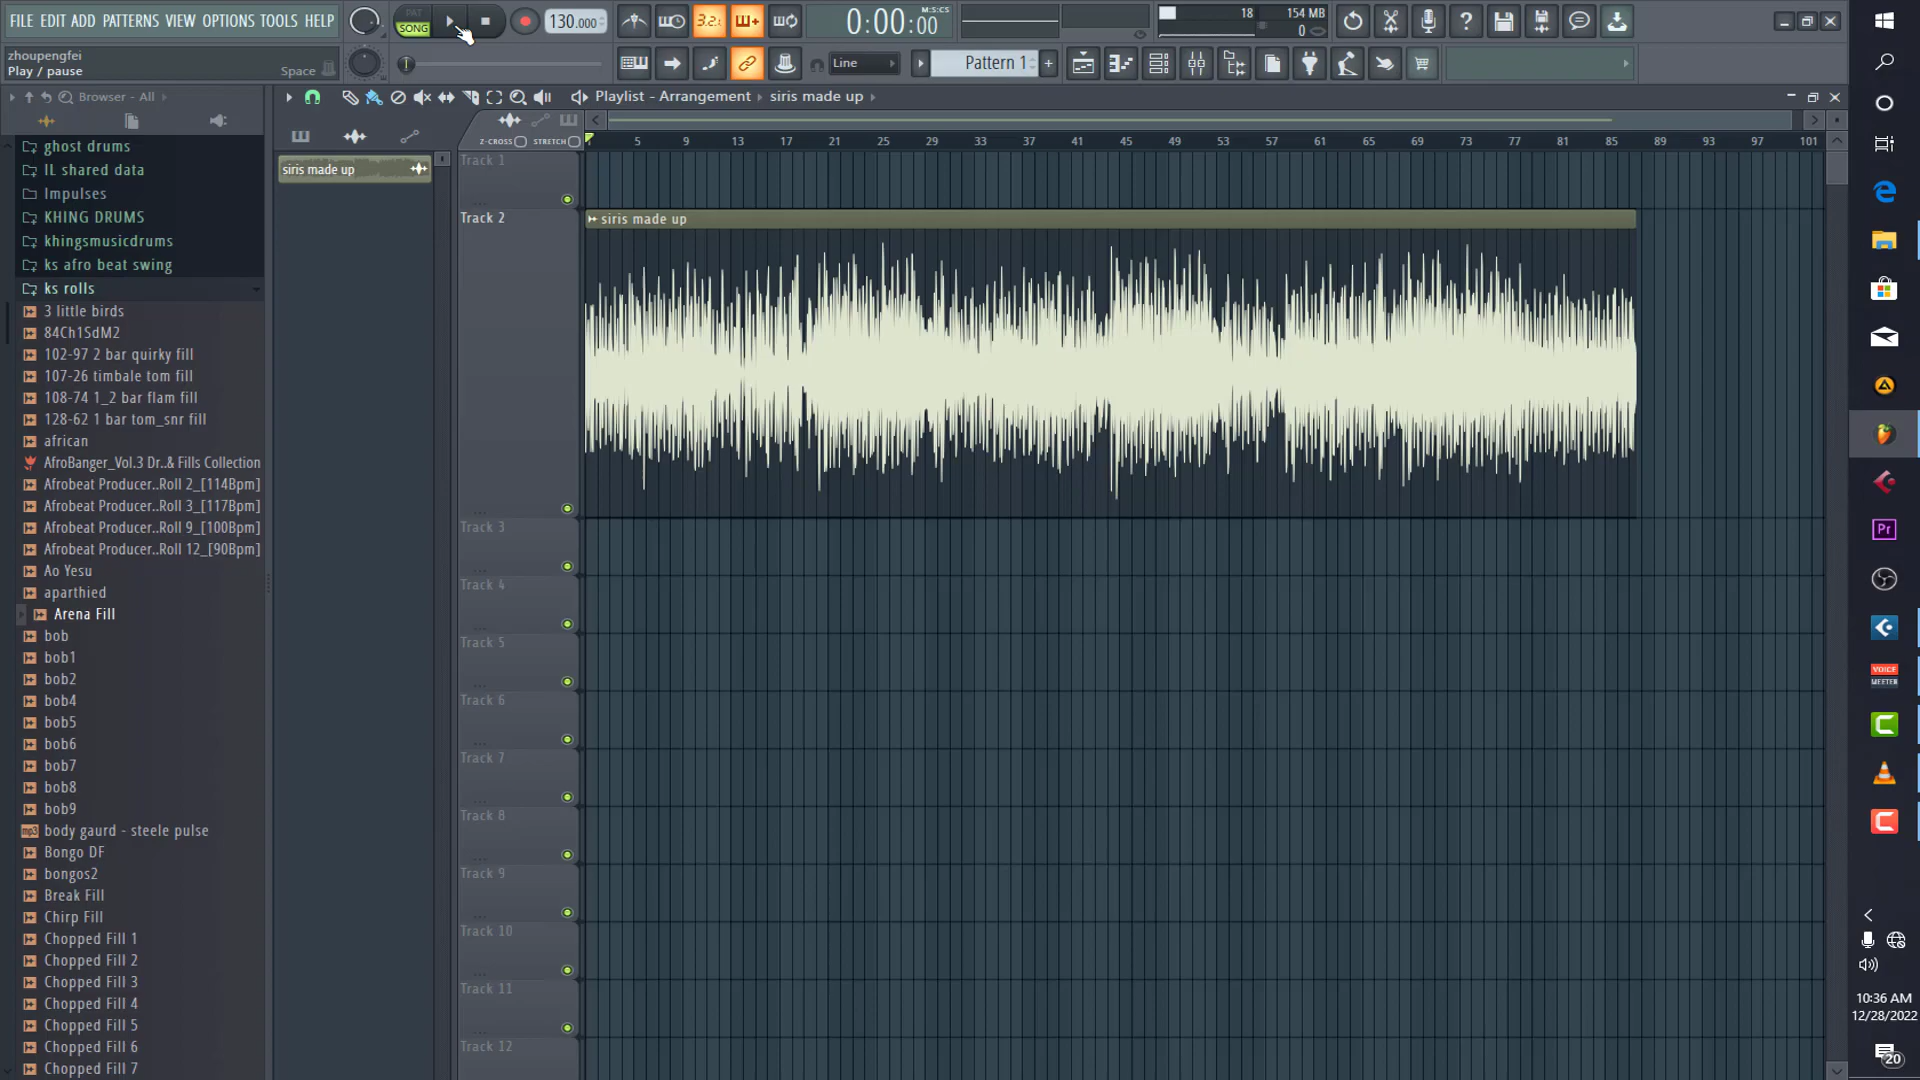 FILE EDIT ADD PATTERNS VIEW OPTIONS TOOLS HELP
PAT
SONG
130.000
3.2.
0:00:00
M:S:CS
18
154 MB
0
zhoupengfei
Play / pause
Space
Line
Pattern 1
Browser - All
Playlist - Arrangement
siris made up
Z-CROSS
STRETCH
5 9 13 17 21 25 29 33 37 41 45 49 53 57 61 65 69 73 77 81 85 89 93 97 101
siris made up
siris made up
Track 1
Track 2
Track 3
Track 4
Track 5
Track 6
Track 7
Track 8
Track 9
Track 10
Track 11
Track 12
ghost drums
IL shared data
Impulses
KHING DRUMS
khingsmusicdrums
ks afro beat swing
ks rolls
3 little birds
84Ch1SdM2
102-97 2 bar quirky fill
107-26 timbale tom fill
108-74 1_2 bar flam fill
128-62 1 bar tom_snr fill
african
AfroBanger_Vol.3 Dr..& Fills Collection
Afrobeat Producer..Roll 2_[114Bpm]
Afrobeat Producer..Roll 3_[117Bpm]
Afrobeat Producer..Roll 9_[100Bpm]
Afrobeat Producer..Roll 12_[90Bpm]
Ao Yesu
aparthied
Arena Fill
bob
bob1
bob2
bob4
bob5
bob6
bob7
bob8
bob9
mp3
body gaurd - steele pulse
Bongo DF
bongos2
Break Fill
Chirp Fill
Chopped Fill 1
Chopped Fill 2
Chopped Fill 3
Chopped Fill 4
Chopped Fill 5
Chopped Fill 6
Chopped Fill 7
Pr
VOICE
MEETER
10:36 AM
12/28/2022
20